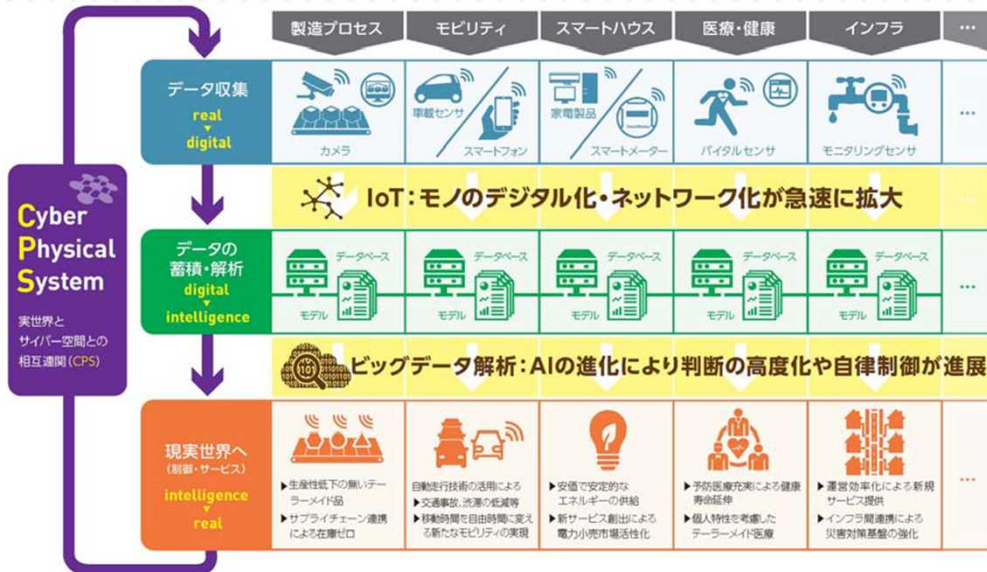 製造プロセス
モビリティ
スマートハウス
医療・健康
インフラ
…
データ収集
real
digital
カメラ
車載センサ
スマートフォン
家電製品
スマートメーター
バイタルセンサ
モニタリングセンサ
…
IoT:モノのデジタル化・ネットワーク化が急速に拡大
…
Cyber
Physical
System
実世界と
サイバー空間との
相互連関(CPS)
データの
蓄積・解析
digital
intelligence
データベース
モデル
データベース
モデル
データベース
モデル
データベース
モデル
データベース
モデル
…
101
ビッグデータ解析:AIの進化により判断の高度化や自律制御が進展
現実世界へ
(制御・サービス)
intelligence
real
▶生産性低下の無いテー
ラーメイド品
▶サプライチェーン連携
による在庫ゼロ
自動走行技術の活用による
▶交通事故、渋滞の低減等
▶移動時間を自由時間に変え
る新たなモビリティの実現
▶安価で安定的な
エネルギーの供給
▶新サービス創出による
電力小売市場活性化
▶予防医療充実による健康
寿命延伸
▶個人特性を考慮した
テーラーメイド医療
▶運営効率化による新規
サービス提供
▶インフラ間連携による
災害対策基盤の強化
…